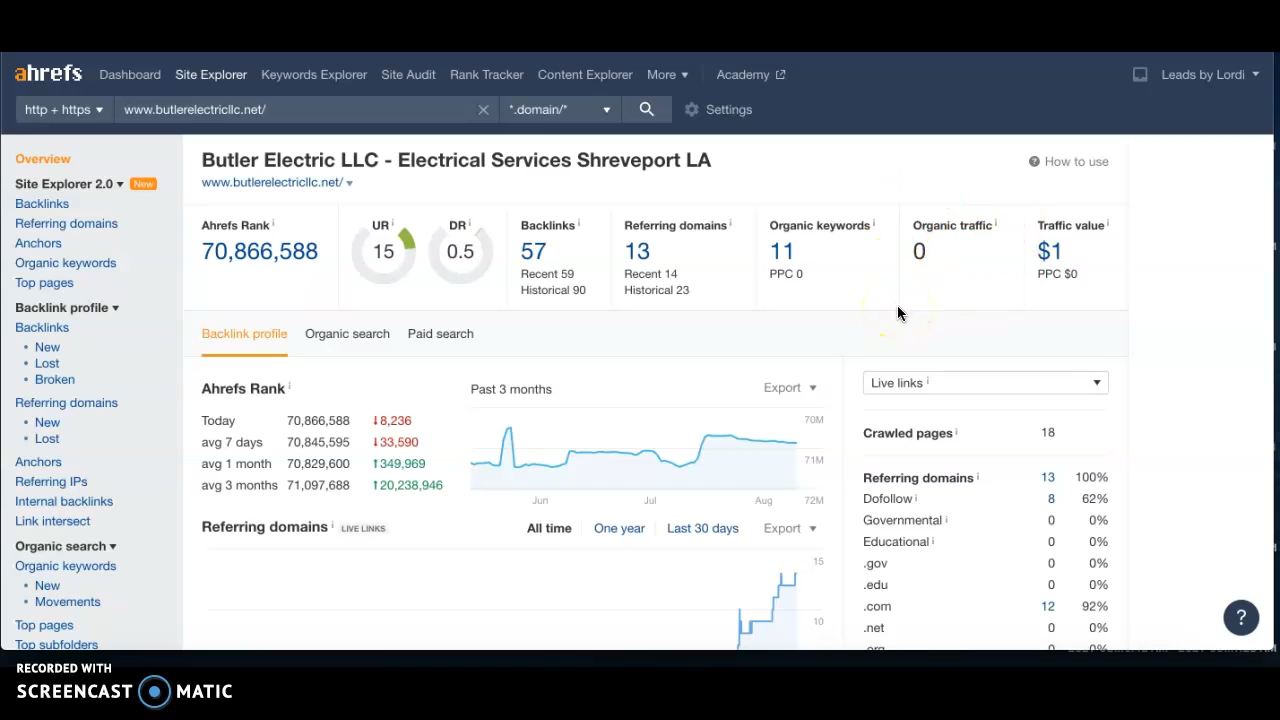 ahrefs Dashboard Site Explorer Keywords Explorer Site Audit Rank Tracker Content Explorer More Academy Leads by Lordi
http + https www.butlerelectricllc.net/ *.domain/* Settings
Overview
Site Explorer 2.0 New
Backlinks
Referring domains
Anchors
Organic keywords
Top pages
Backlink profile
Backlinks
New
Lost
Broken
Referring domains
New
Lost
Anchors
Referring IPs
Internal backlinks
Link intersect
Organic search
Organic keywords
New
Movements
Top pages
Top subfolders
Butler Electric LLC - Electrical Services Shreveport LA
How to use
www.butlerelectricllc.net/
Ahrefs Rank
70,866,588
UR
15
DR
0.5
Backlinks
57
Recent 59
Historical 90
Referring domains
13
Recent 14
Historical 23
Organic keywords
11
PPC 0
Organic traffic
0
Traffic value
$1
PPC $0
Backlink profile Organic search Paid search
Ahrefs Rank
Today 70,866,588 ↓8,236
avg 7 days 70,845,595 ↓33,590
avg 1 month 70,829,600 ↑349,969
avg 3 months 71,097,688 ↑20,238,946
Past 3 months Export
70M
71M
72M
Jun Jul Aug
Referring domains LIVE LINKS All time One year Last 30 days Export
15
10
Live links
Crawled pages 18
Referring domains 13 100%
Dofollow 8 62%
Governmental 0 0%
Educational 0 0%
.gov 0 0%
.edu 0 0%
.com 12 92%
.net 0 0%
.org 0 0%
?
RECORDED WITH
SCREENCAST MATIC